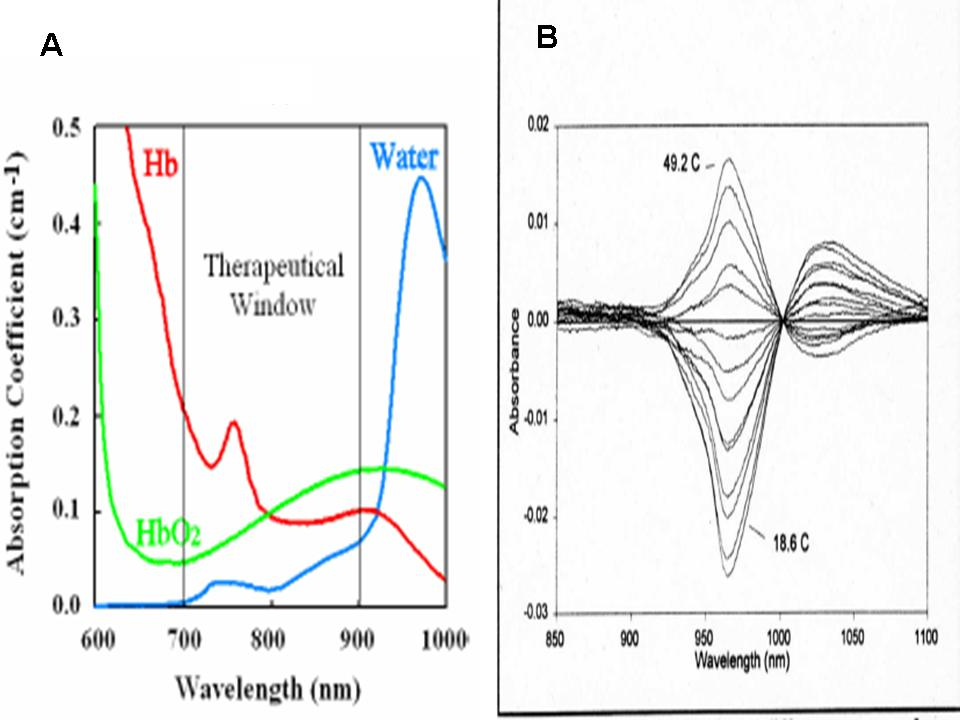 A
Absorption Coefficient (cm-1)
0.5
0.4
0.3
0.2
0.1
0.0
Hb
Water
Therapeutical
Window
HbO2
600
700
800
900
1000
Wavelength (nm)
B
Absorbance
0.02
0.01
0.00
-0.01
-0.02
-0.03
49.2 C
18.6 C
850
900
950
1000
1050
1100
Wavelength (nm)